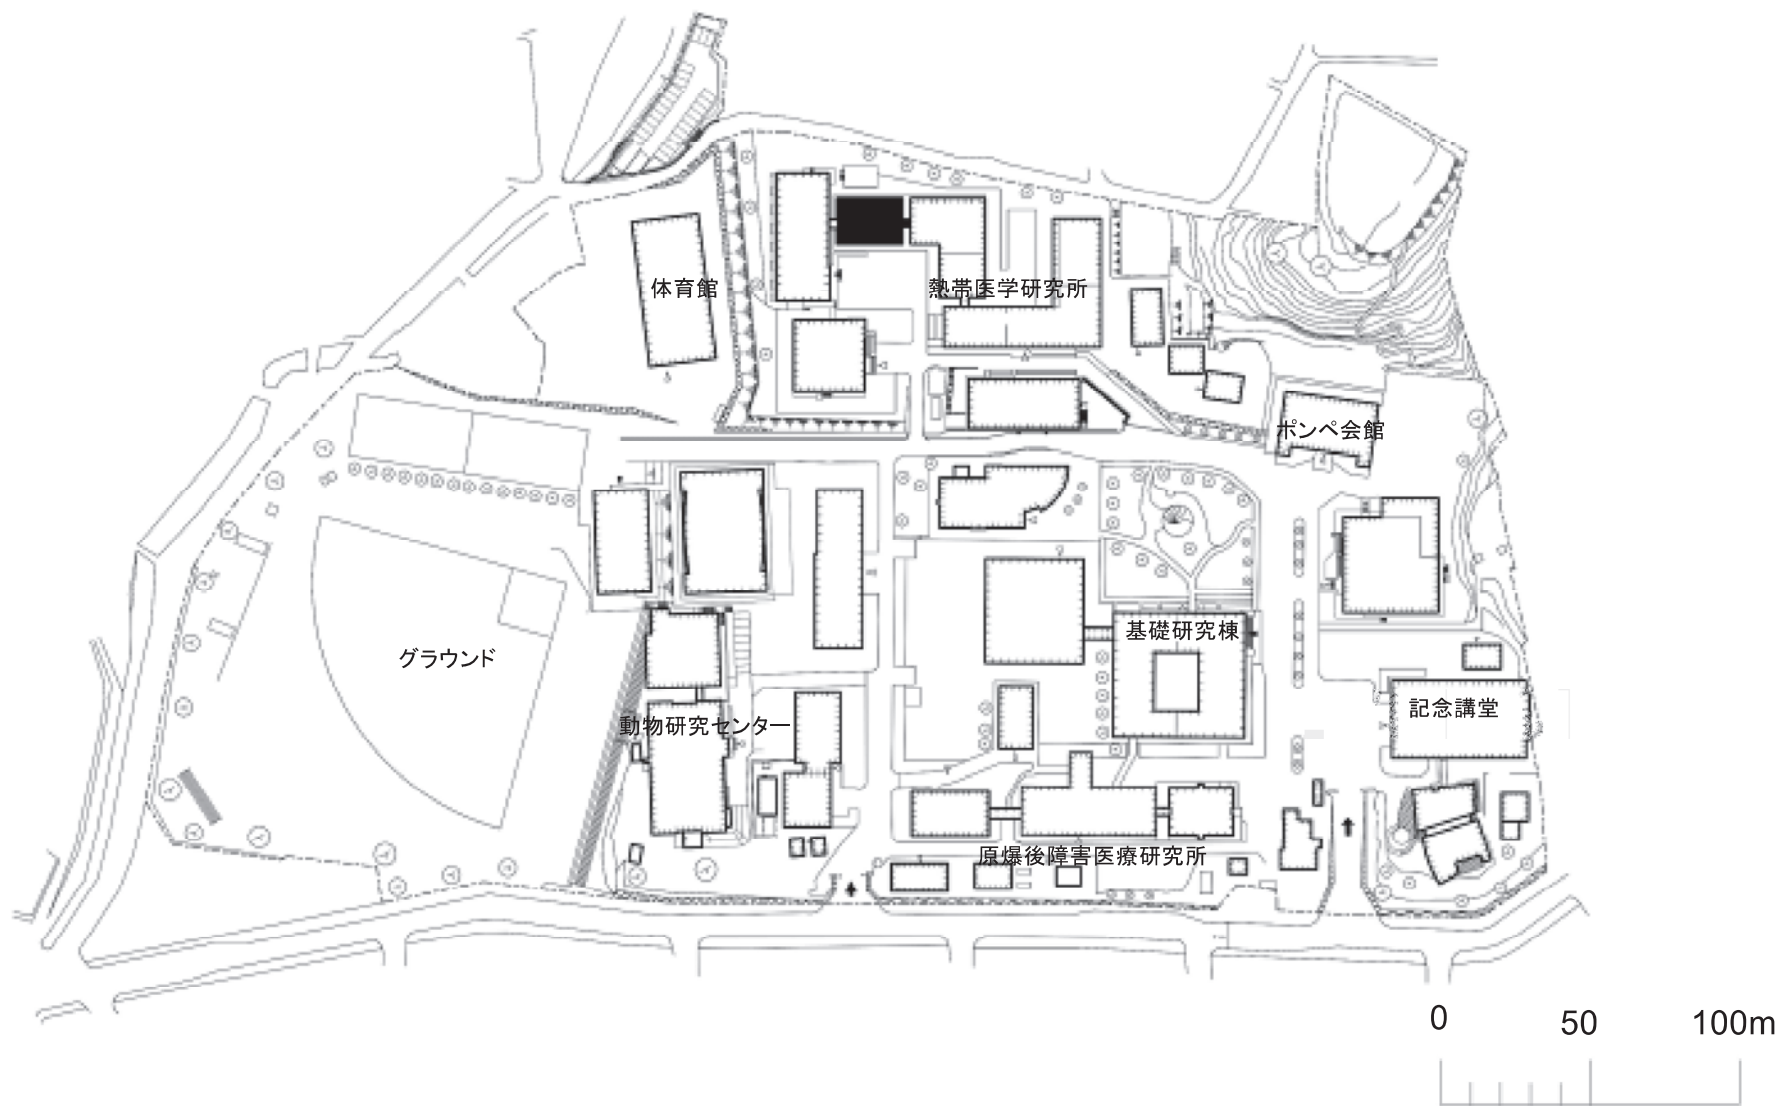 体育館
熱帯医学研究所
ポンペ会館
基礎研究棟
グラウンド
記念講堂
動物研究センター
原爆後障害医療研究所
0 50 100m